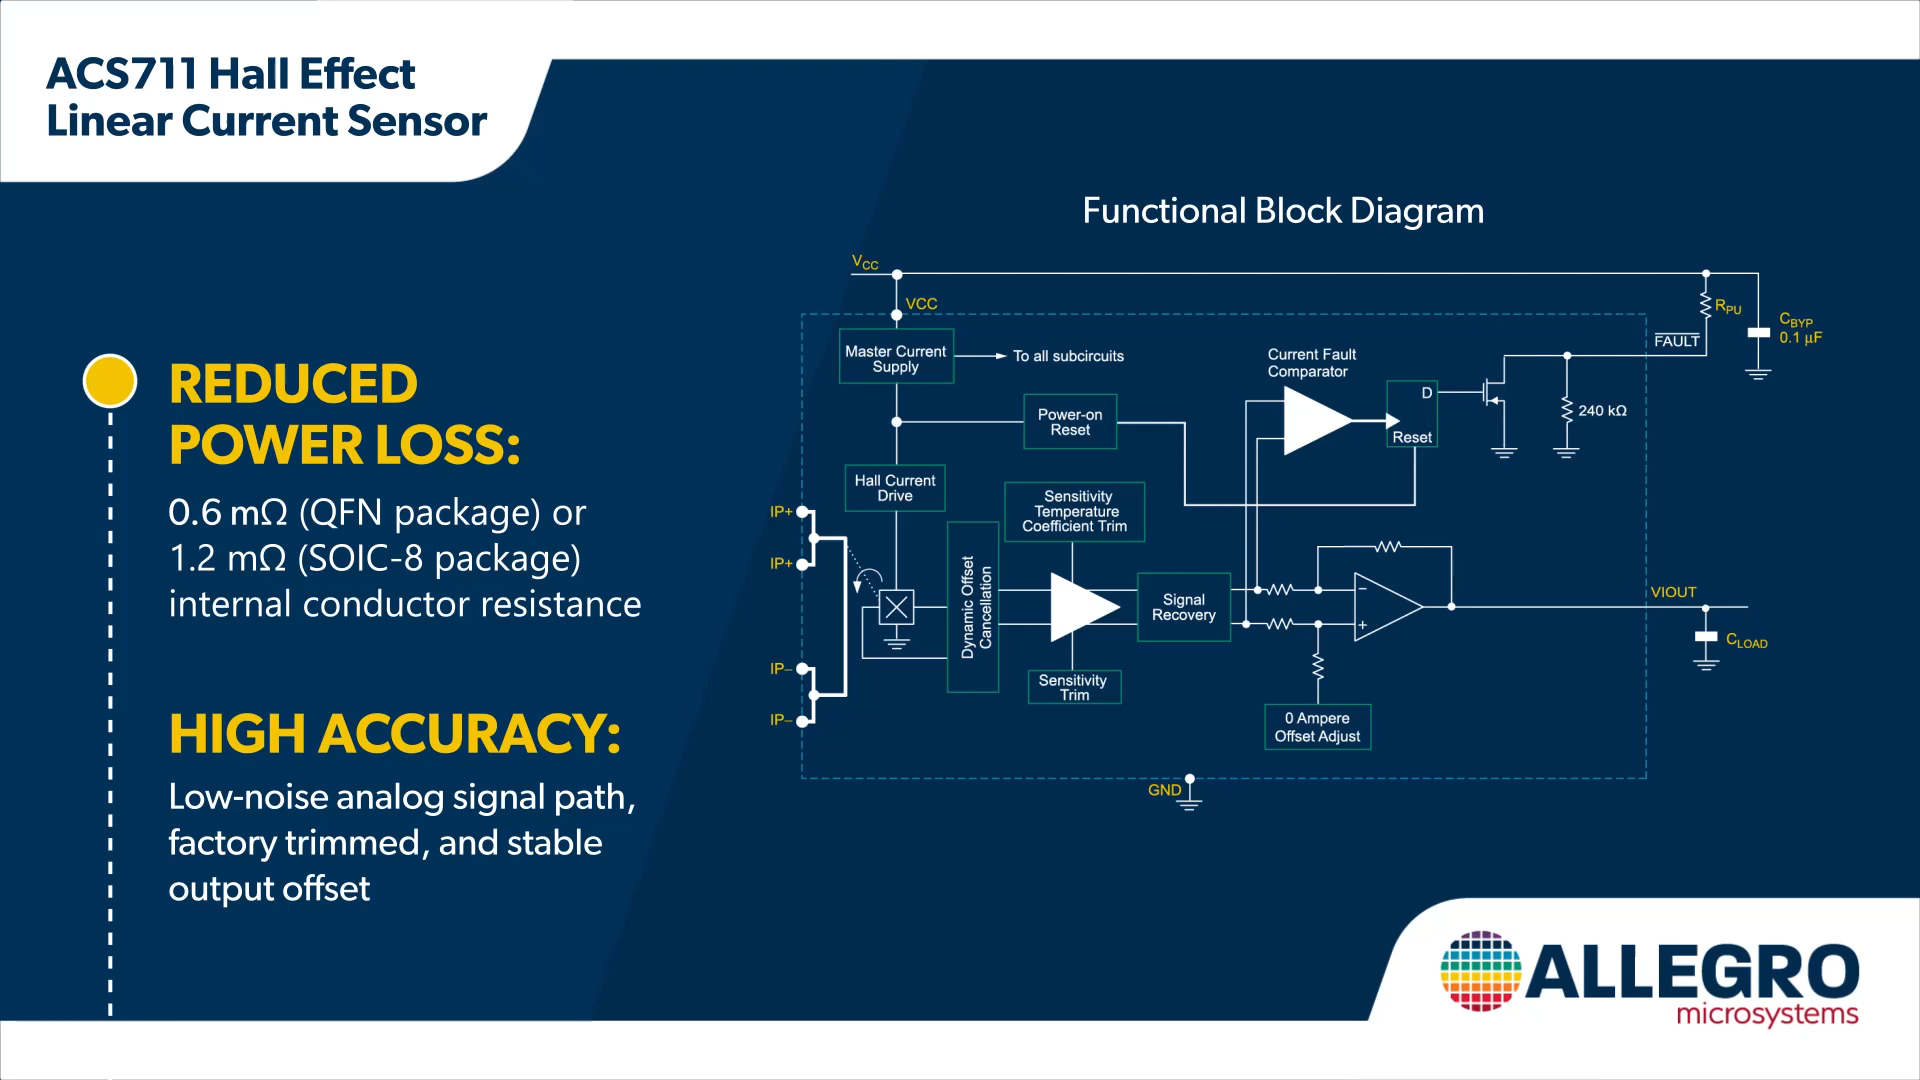 ACS711 Hall Effect
Linear Current Sensor
REDUCED
POWER LOSS:
0.6 mΩ (QFN package) or
1.2 mΩ (SOIC-8 package)
internal conductor resistance
HIGH ACCURACY:
Low-noise analog signal path,
factory trimmed, and stable
output offset
Functional Block Diagram
VCC
VCC
Master Current
Supply
To all subcircuits
Power-on
Reset
Hall Current
Drive
IP+
IP+
IP–
IP–
Dynamic Offset
Cancellation
Sensitivity
Temperature
Coefficient Trim
Sensitivity
Trim
Signal
Recovery
Current Fault
Comparator
D
Reset
240 kΩ
FAULT
RPU
CBYP
0.1 µF
–
+
0 Ampere
Offset Adjust
VIOUT
CLOAD
GND
ALLEGRO
microsystems